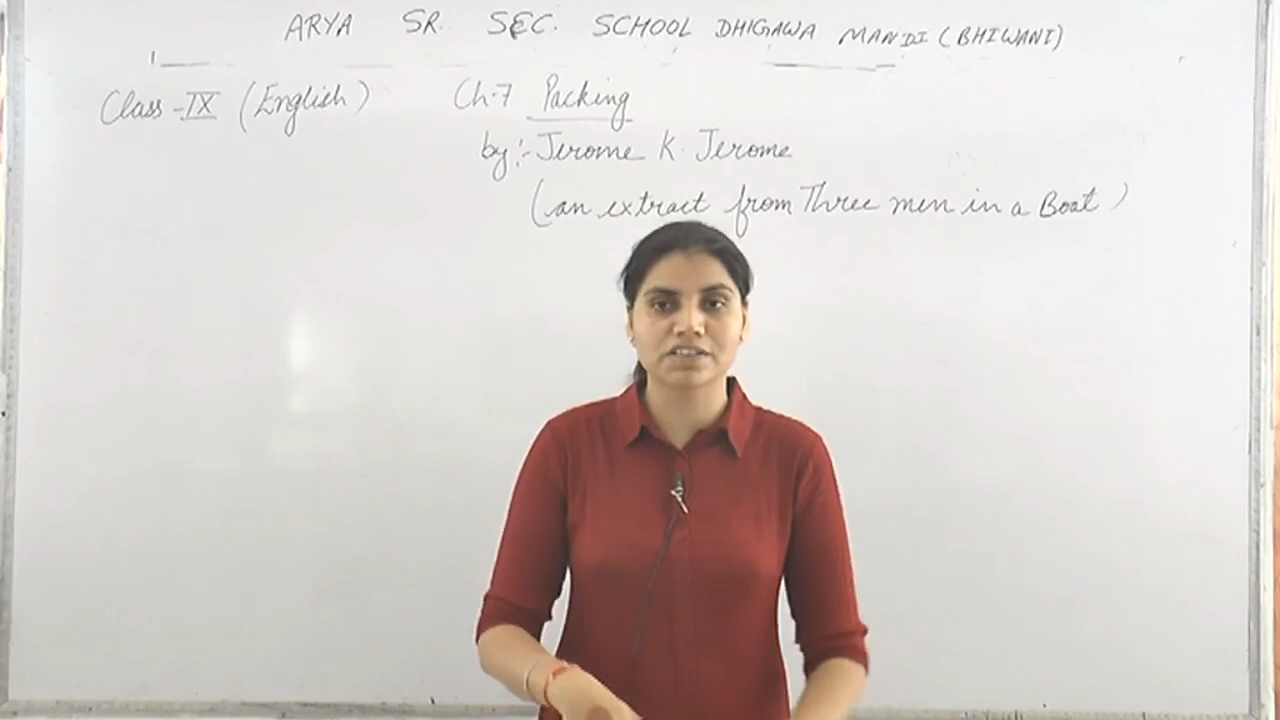 ARYA SR. SEC. SCHOOL DHIGAWA MANDI (BHIWANI)
Class - IX (English) Ch-7 Packing
by:- Jerome K. Jerome
(an extract from Three men in a Boat)